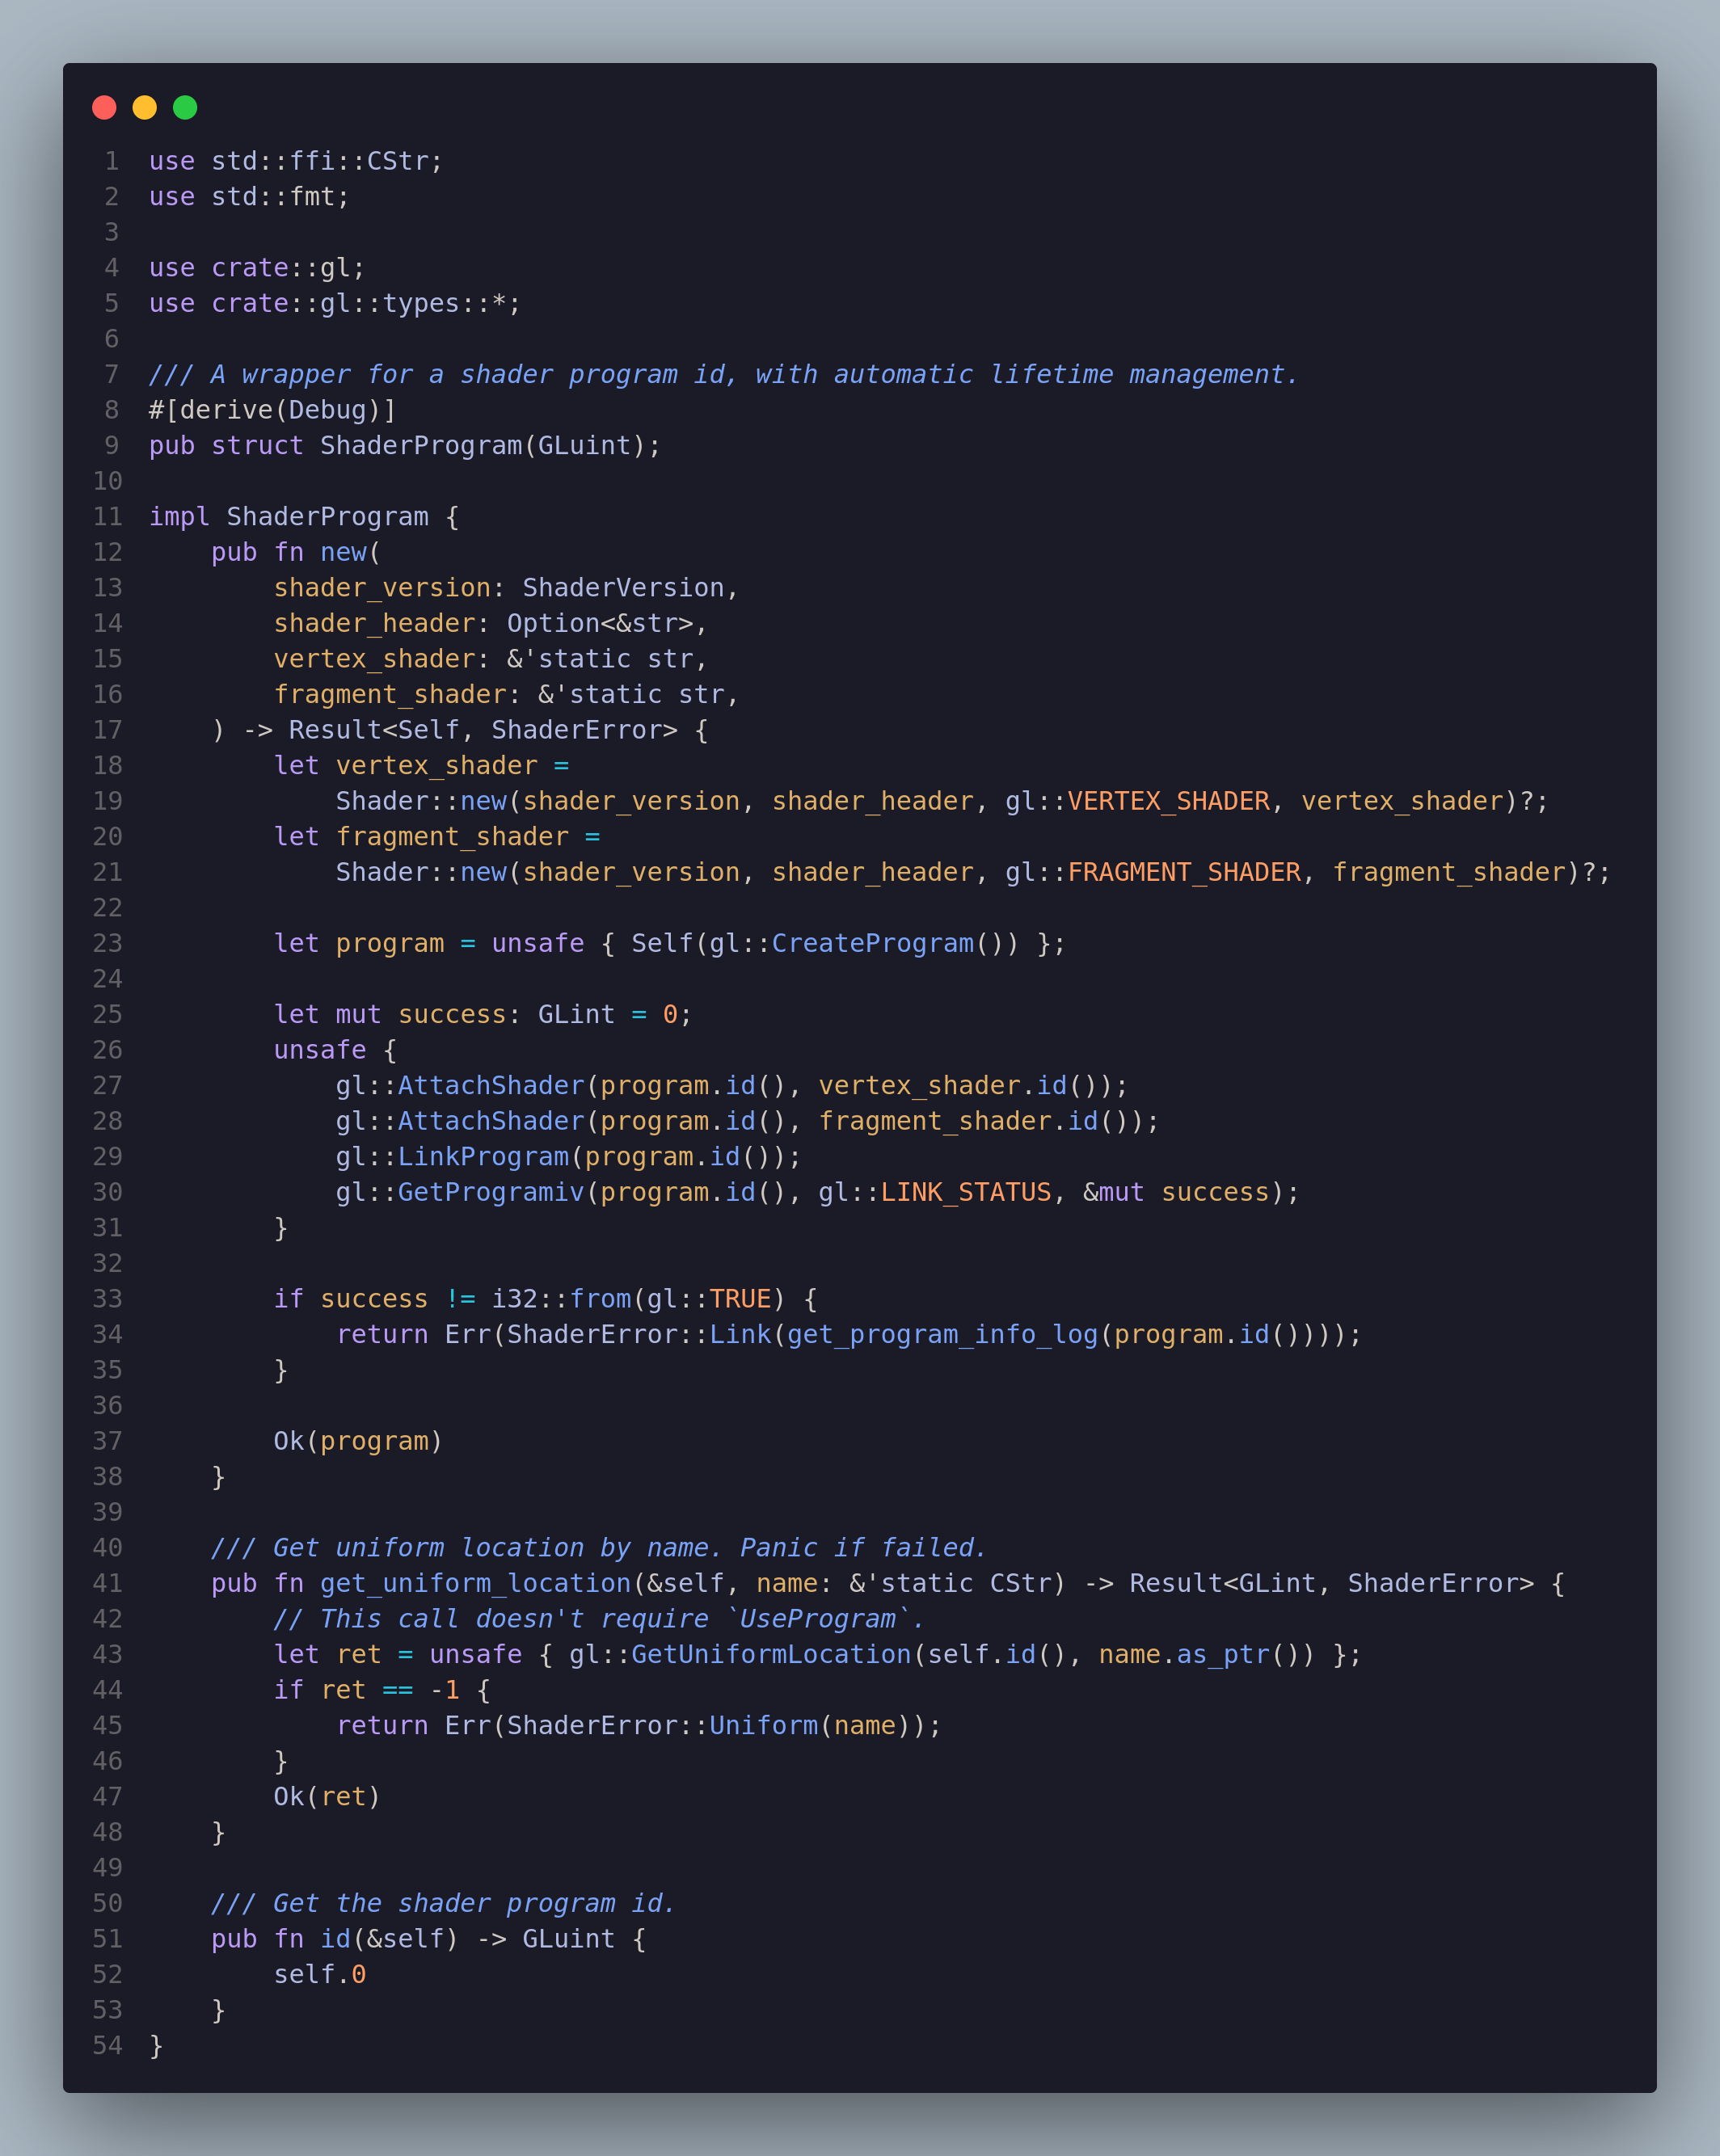 1 use std::ffi::CStr;
2 use std::fmt;
3
4 use crate::gl;
5 use crate::gl::types::*;
6
7 /// A wrapper for a shader program id, with automatic lifetime management.
8 #[derive(Debug)]
9 pub struct ShaderProgram(GLuint);
10
11 impl ShaderProgram {
12     pub fn new(
13         shader_version: ShaderVersion,
14         shader_header: Option<&str>,
15         vertex_shader: &'static str,
16         fragment_shader: &'static str,
17     ) -> Result<Self, ShaderError> {
18         let vertex_shader =
19             Shader::new(shader_version, shader_header, gl::VERTEX_SHADER, vertex_shader)?;
20         let fragment_shader =
21             Shader::new(shader_version, shader_header, gl::FRAGMENT_SHADER, fragment_shader)?;
22
23         let program = unsafe { Self(gl::CreateProgram()) };
24
25         let mut success: GLint = 0;
26         unsafe {
27             gl::AttachShader(program.id(), vertex_shader.id());
28             gl::AttachShader(program.id(), fragment_shader.id());
29             gl::LinkProgram(program.id());
30             gl::GetProgramiv(program.id(), gl::LINK_STATUS, &mut success);
31         }
32
33         if success != i32::from(gl::TRUE) {
34             return Err(ShaderError::Link(get_program_info_log(program.id())));
35         }
36
37         Ok(program)
38     }
39
40     /// Get uniform location by name. Panic if failed.
41     pub fn get_uniform_location(&self, name: &'static CStr) -> Result<GLint, ShaderError> {
42         // This call doesn't require `UseProgram`.
43         let ret = unsafe { gl::GetUniformLocation(self.id(), name.as_ptr()) };
44         if ret == -1 {
45             return Err(ShaderError::Uniform(name));
46         }
47         Ok(ret)
48     }
49
50     /// Get the shader program id.
51     pub fn id(&self) -> GLuint {
52         self.0
53     }
54 }